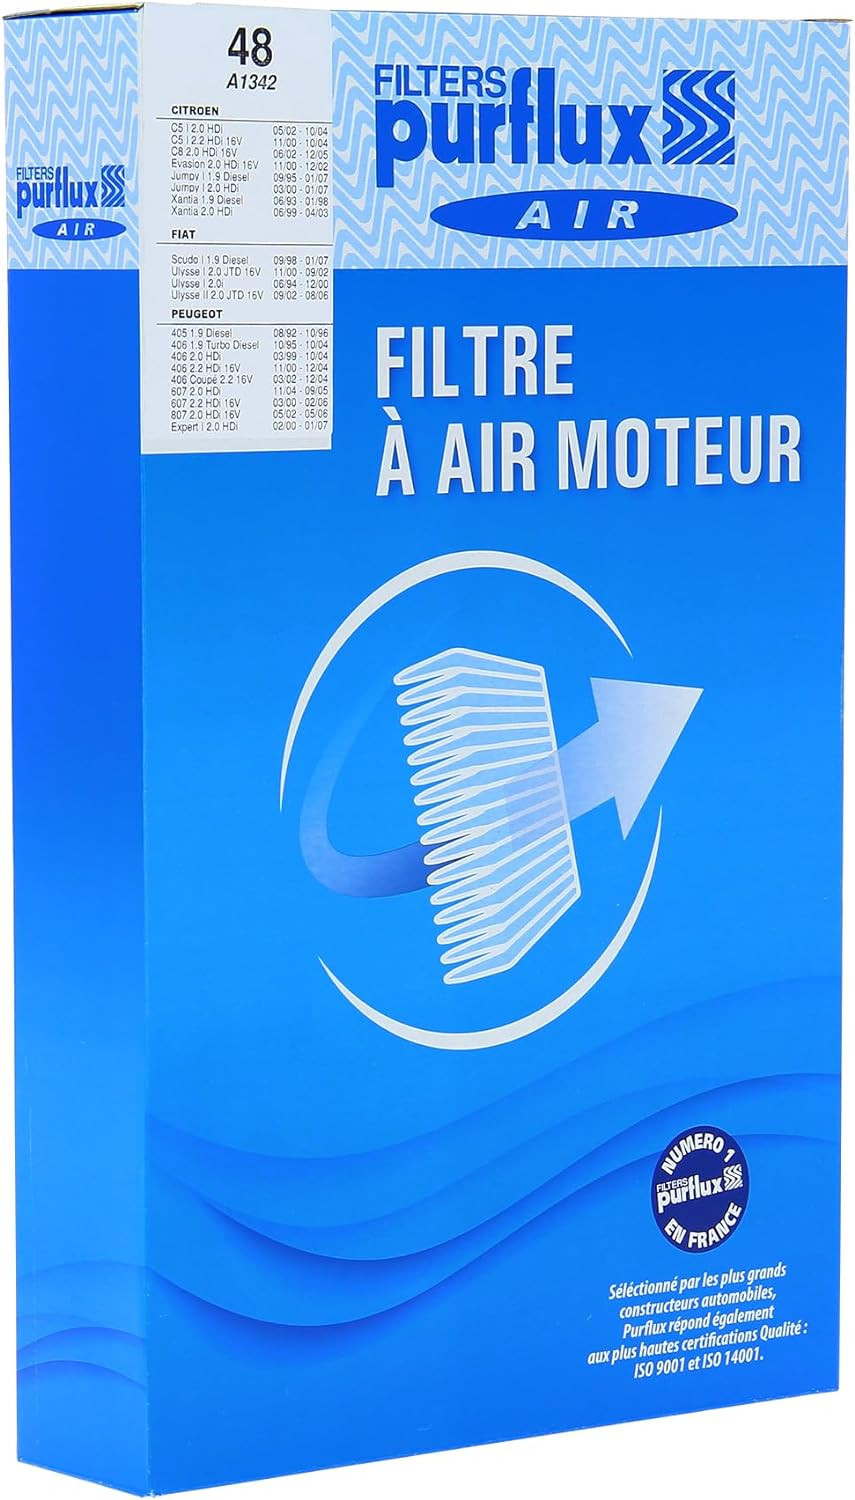 48
A1342
CITROEN
C5 I 2.0 HDi 05/02 - 10/04
C5 I 2.2 HDi 16V 11/00 - 10/04
C8 2.0 HDi 16V 06/02 - 12/05
Evasion 2.0 HDi 16V 11/00 - 12/02
Jumpy I 1.9 Diesel 09/95 - 01/07
Jumpy I 2.0 HDi 03/00 - 01/07
Xantia 1.9 Diesel 06/93 - 01/98
Xantia 2.0 HDi 06/99 - 04/03
FIAT
Scudo I 1.9 Diesel 09/98 - 01/07
Ulysse I 2.0 JTD 16V 11/00 - 09/02
Ulysse I 2.0i 06/94 - 12/00
Ulysse II 2.0 JTD 16V 09/02 - 08/06
PEUGEOT
405 1.9 Diesel 08/92 - 10/96
406 1.9 Turbo Diesel 10/95 - 10/04
406 2.0 HDi 03/99 - 10/04
406 2.2 HDi 16V 11/00 - 12/04
406 Coupé 2.2 16V 03/02 - 12/04
607 2.0 HDi 11/04 - 09/05
607 2.2 HDi 16V 03/00 - 02/06
807 2.0 HDi 16V 05/02 - 05/06
Expert I 2.0 HDi 02/00 - 01/07
FILTERS
purflux
AIR
FILTERS
purflux
AIR
FILTRE
À AIR MOTEUR
NUMERO 1
FILTERS
purflux
EN FRANCE
Séléctionné par les plus grands
constructeurs automobiles,
Purflux répond également
aux plus hautes certifications Qualité :
ISO 9001 et ISO 14001.